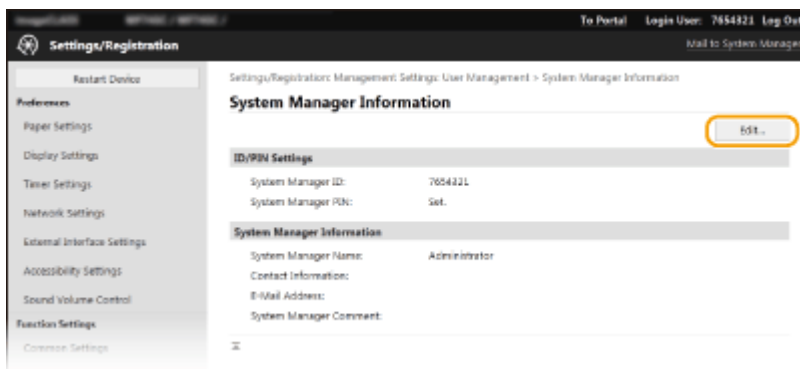 To Portal Login User: 7654321 Log Out
Settings/Registration
Mail to System Manager
Restart Device
Settings/Registration: Management Settings: User Management > System Manager Information
Preferences
System Manager Information
Paper Settings
Edit...
Display Settings
ID/PIN Settings
Timer Settings
System Manager ID: 7654321
System Manager PIN: Set.
Network Settings
System Manager Information
External Interface Settings
System Manager Name: Administrator
Accessibility Settings
Contact Information:
E-Mail Address:
Sound Volume Control
System Manager Comment:
Function Settings
Common Settings